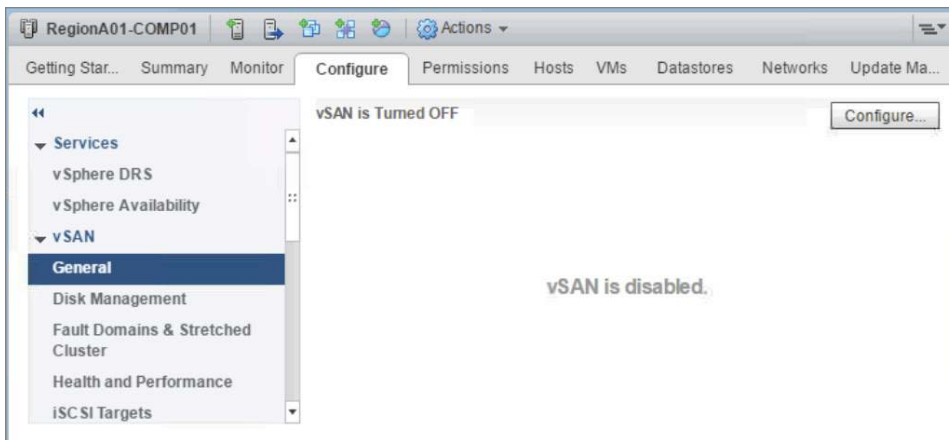 RegionA01-COMP01 Actions
Getting Star... Summary Monitor Configure Permissions Hosts VMs Datastores Networks Update Ma...
vSAN is Turned OFF Configure...
Services
vSphere DRS
vSphere Availability
vSAN
General
Disk Management
Fault Domains & Stretched
Cluster
Health and Performance
iSCSI Targets
vSAN is disabled.